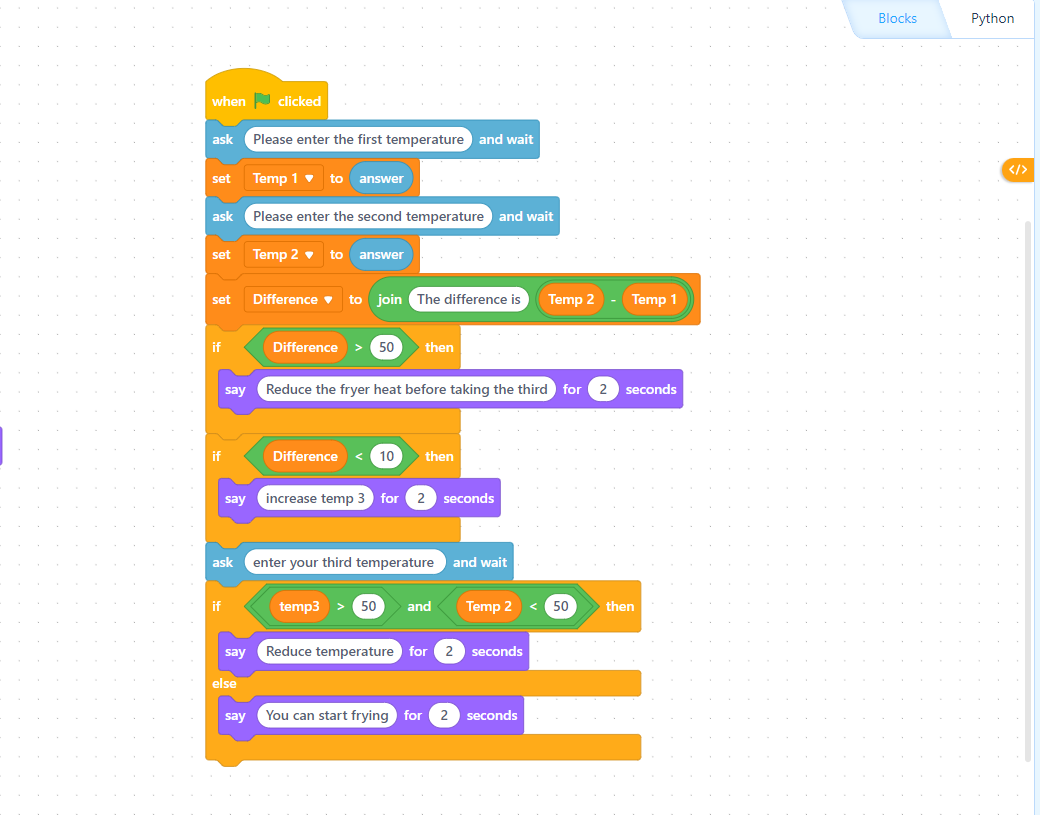 Blocks Python
when clicked
ask Please enter the first temperature and wait
set Temp 1 to answer
</>
ask Please enter the second temperature and wait
set Temp 2 to answer
set Difference to join The difference is Temp 2 - Temp 1
if Difference > 50 then
say Reduce the fryer heat before taking the third for 2 seconds
if Difference < 10 then
say increase temp 3 for 2 seconds
ask enter your third temperature and wait
if temp3 > 50 and Temp 2 < 50 then
say Reduce temperature for 2 seconds
else
say You can start frying for 2 seconds